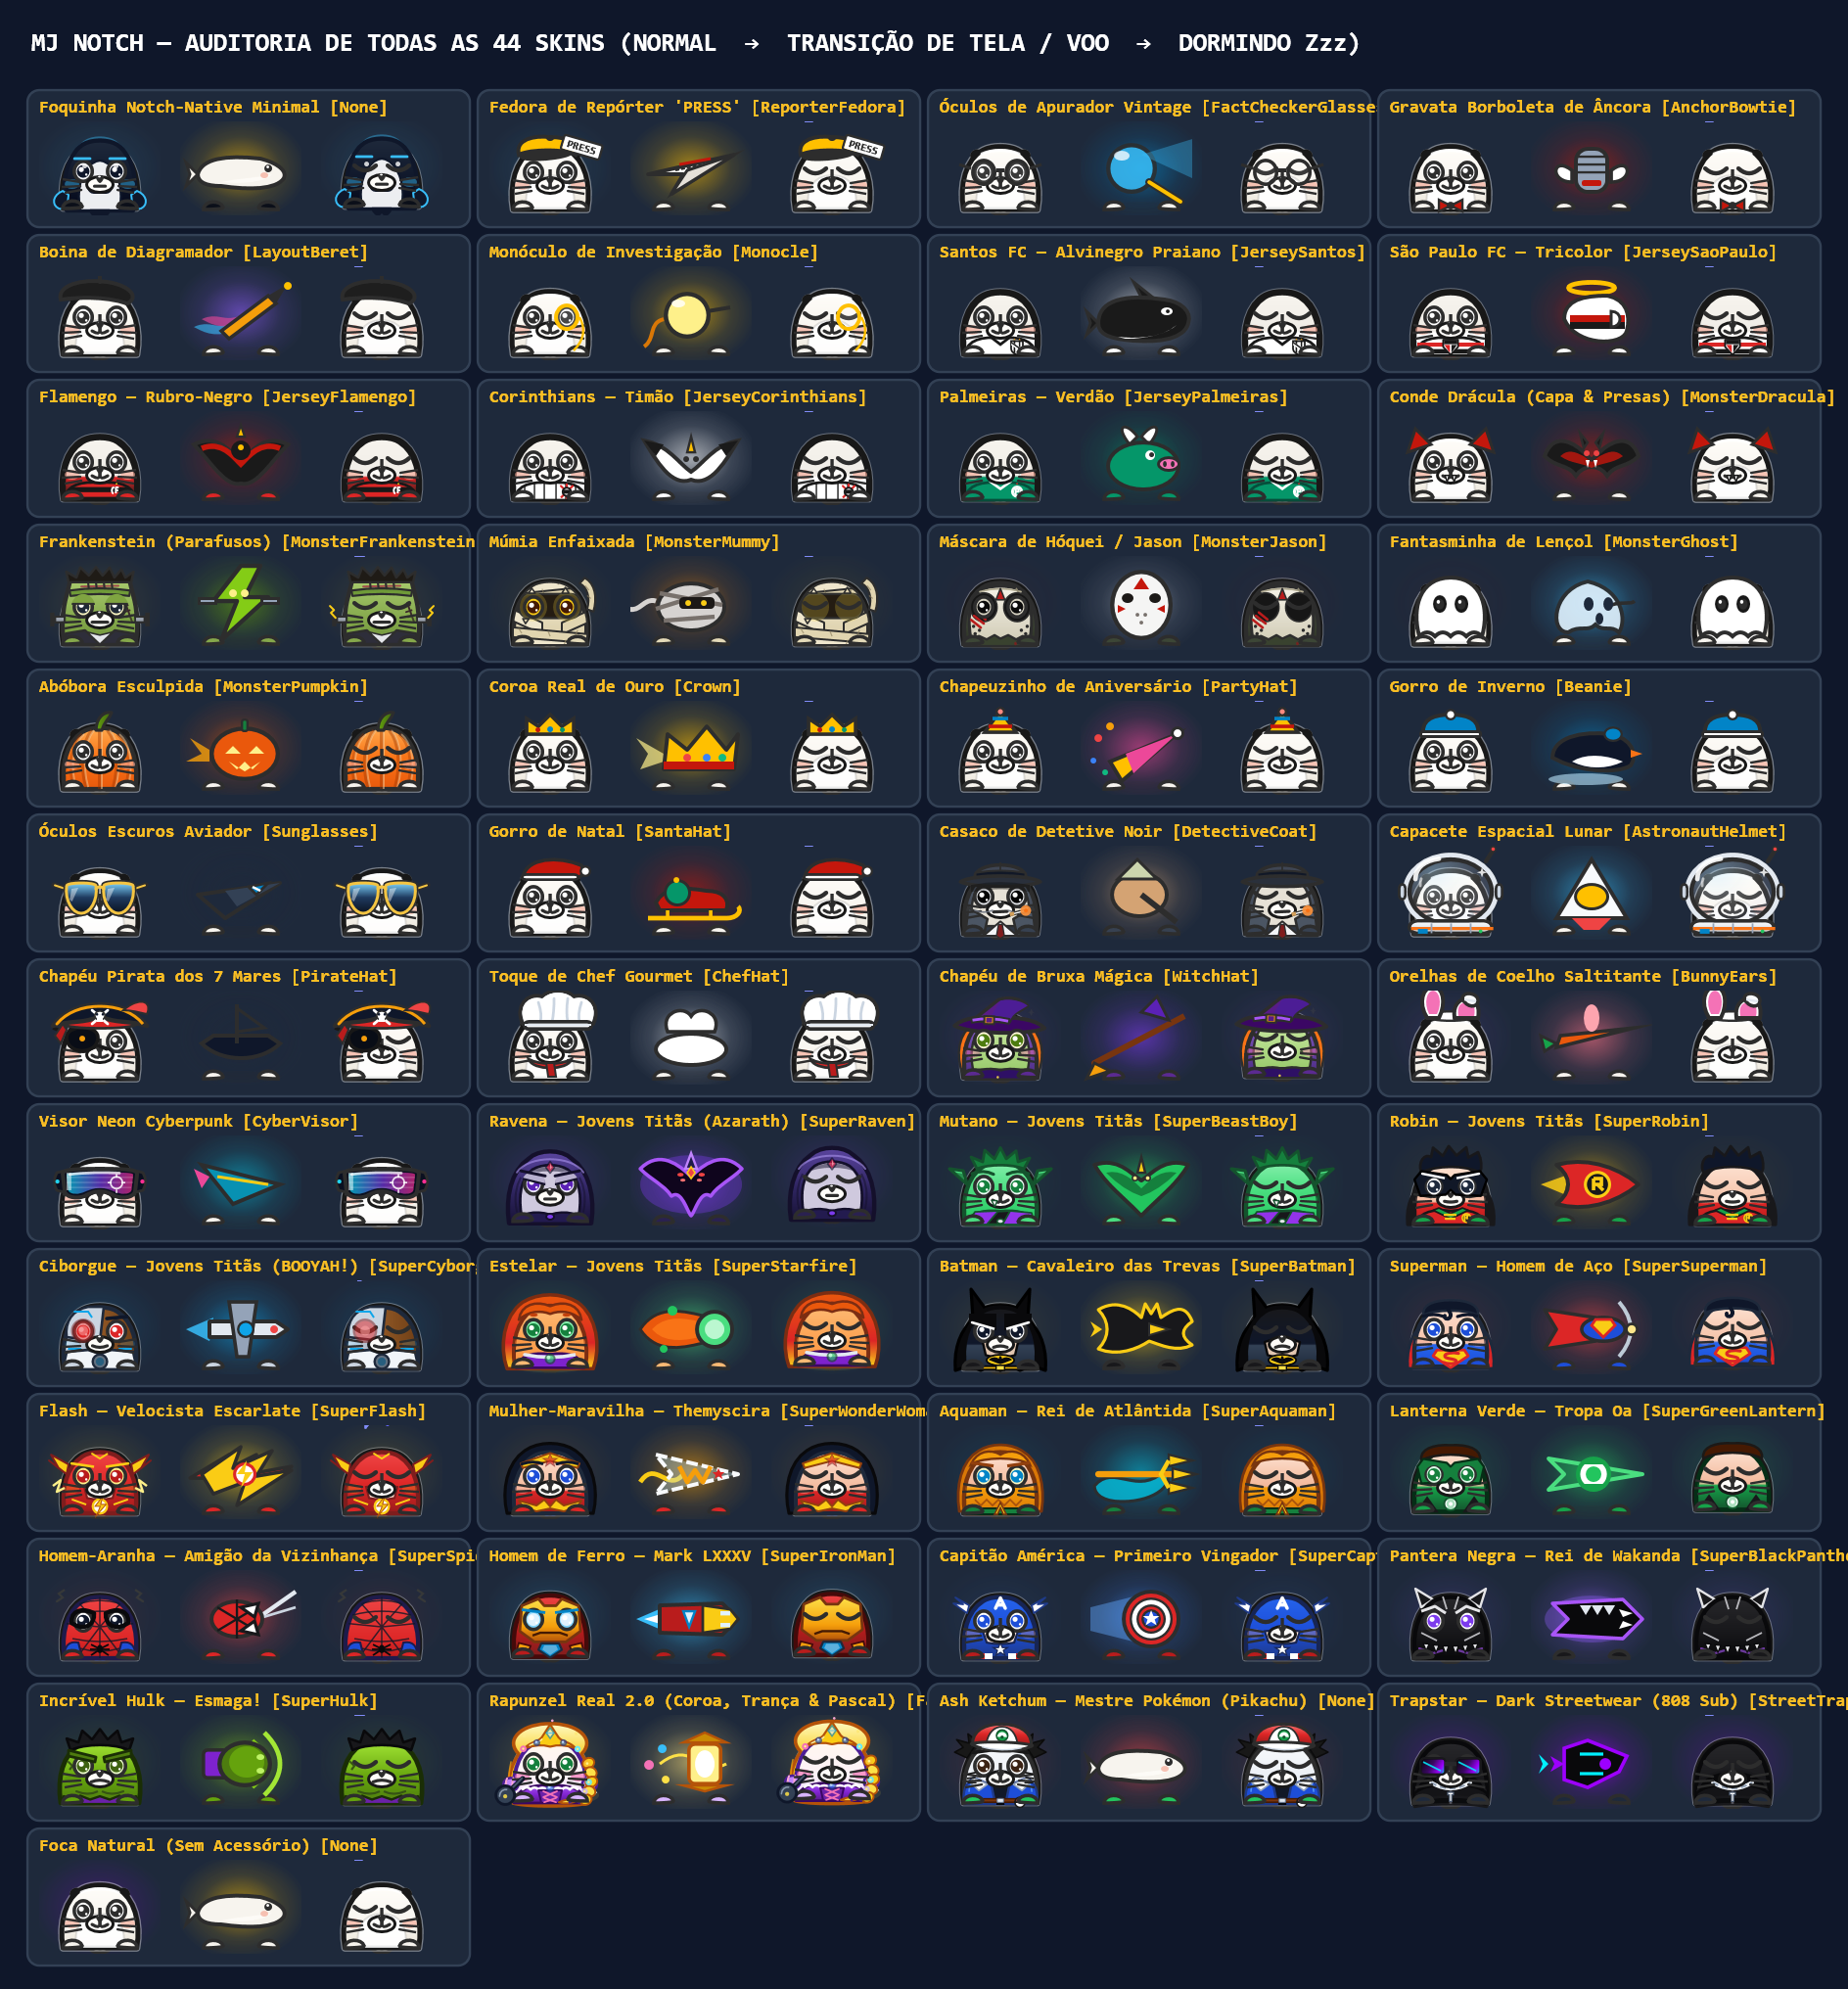 MJ NOTCH — AUDITORIA DE TODAS AS 44 SKINS (NORMAL → TRANSIÇÃO DE TELA / VOO → DORMINDO Zzz)
Foquinha Notch-Native Minimal [None]
Fedora de Repórter 'PRESS' [ReporterFedora]
PRESS
PRESS
Óculos de Apurador Vintage [FactCheckerGlasse
Gravata Borboleta de Âncora [AnchorBowtie]
Boina de Diagramador [LayoutBeret]
Monóculo de Investigação [Monocle]
Santos FC — Alvinegro Praiano [JerseySantos]
São Paulo FC — Tricolor [JerseySaoPaulo]
Flamengo — Rubro-Negro [JerseyFlamengo]
Corinthians — Timão [JerseyCorinthians]
Palmeiras — Verdão [JerseyPalmeiras]
Conde Drácula (Capa & Presas) [MonsterDracula]
Frankenstein (Parafusos) [MonsterFrankenstein
Múmia Enfaixada [MonsterMummy]
Máscara de Hóquei / Jason [MonsterJason]
Fantasminha de Lençol [MonsterGhost]
Abóbora Esculpida [MonsterPumpkin]
Coroa Real de Ouro [Crown]
Chapeuzinho de Aniversário [PartyHat]
Gorro de Inverno [Beanie]
Óculos Escuros Aviador [Sunglasses]
Gorro de Natal [SantaHat]
Casaco de Detetive Noir [DetectiveCoat]
Capacete Espacial Lunar [AstronautHelmet]
Chapéu Pirata dos 7 Mares [PirateHat]
Toque de Chef Gourmet [ChefHat]
Chapéu de Bruxa Mágica [WitchHat]
Orelhas de Coelho Saltitante [BunnyEars]
Visor Neon Cyberpunk [CyberVisor]
Ravena — Jovens Titãs (Azarath) [SuperRaven]
Mutano — Jovens Titãs [SuperBeastBoy]
Robin — Jovens Titãs [SuperRobin]
R
Ciborgue — Jovens Titãs (BOOYAH!) [SuperCyborg
Estelar — Jovens Titãs [SuperStarfire]
Batman — Cavaleiro das Trevas [SuperBatman]
Superman — Homem de Aço [SuperSuperman]
Flash — Velocista Escarlate [SuperFlash]
Mulher-Maravilha — Themyscira [SuperWonderWom
Aquaman — Rei de Atlântida [SuperAquaman]
Lanterna Verde — Tropa Oa [SuperGreenLantern]
Homem-Aranha — Amigão da Vizinhança [SuperSpi
Homem de Ferro — Mark LXXXV [SuperIronMan]
Capitão América — Primeiro Vingador [SuperCap
A
A
Pantera Negra — Rei de Wakanda [SuperBlackPanth
Incrível Hulk — Esmaga! [SuperHulk]
Rapunzel Real 2.0 (Coroa, Trança & Pascal) [F
Ash Ketchum — Mestre Pokémon (Pikachu) [None]
Trapstar — Dark Streetwear (808 Sub) [StreetTrap
Foca Natural (Sem Acessório) [None]